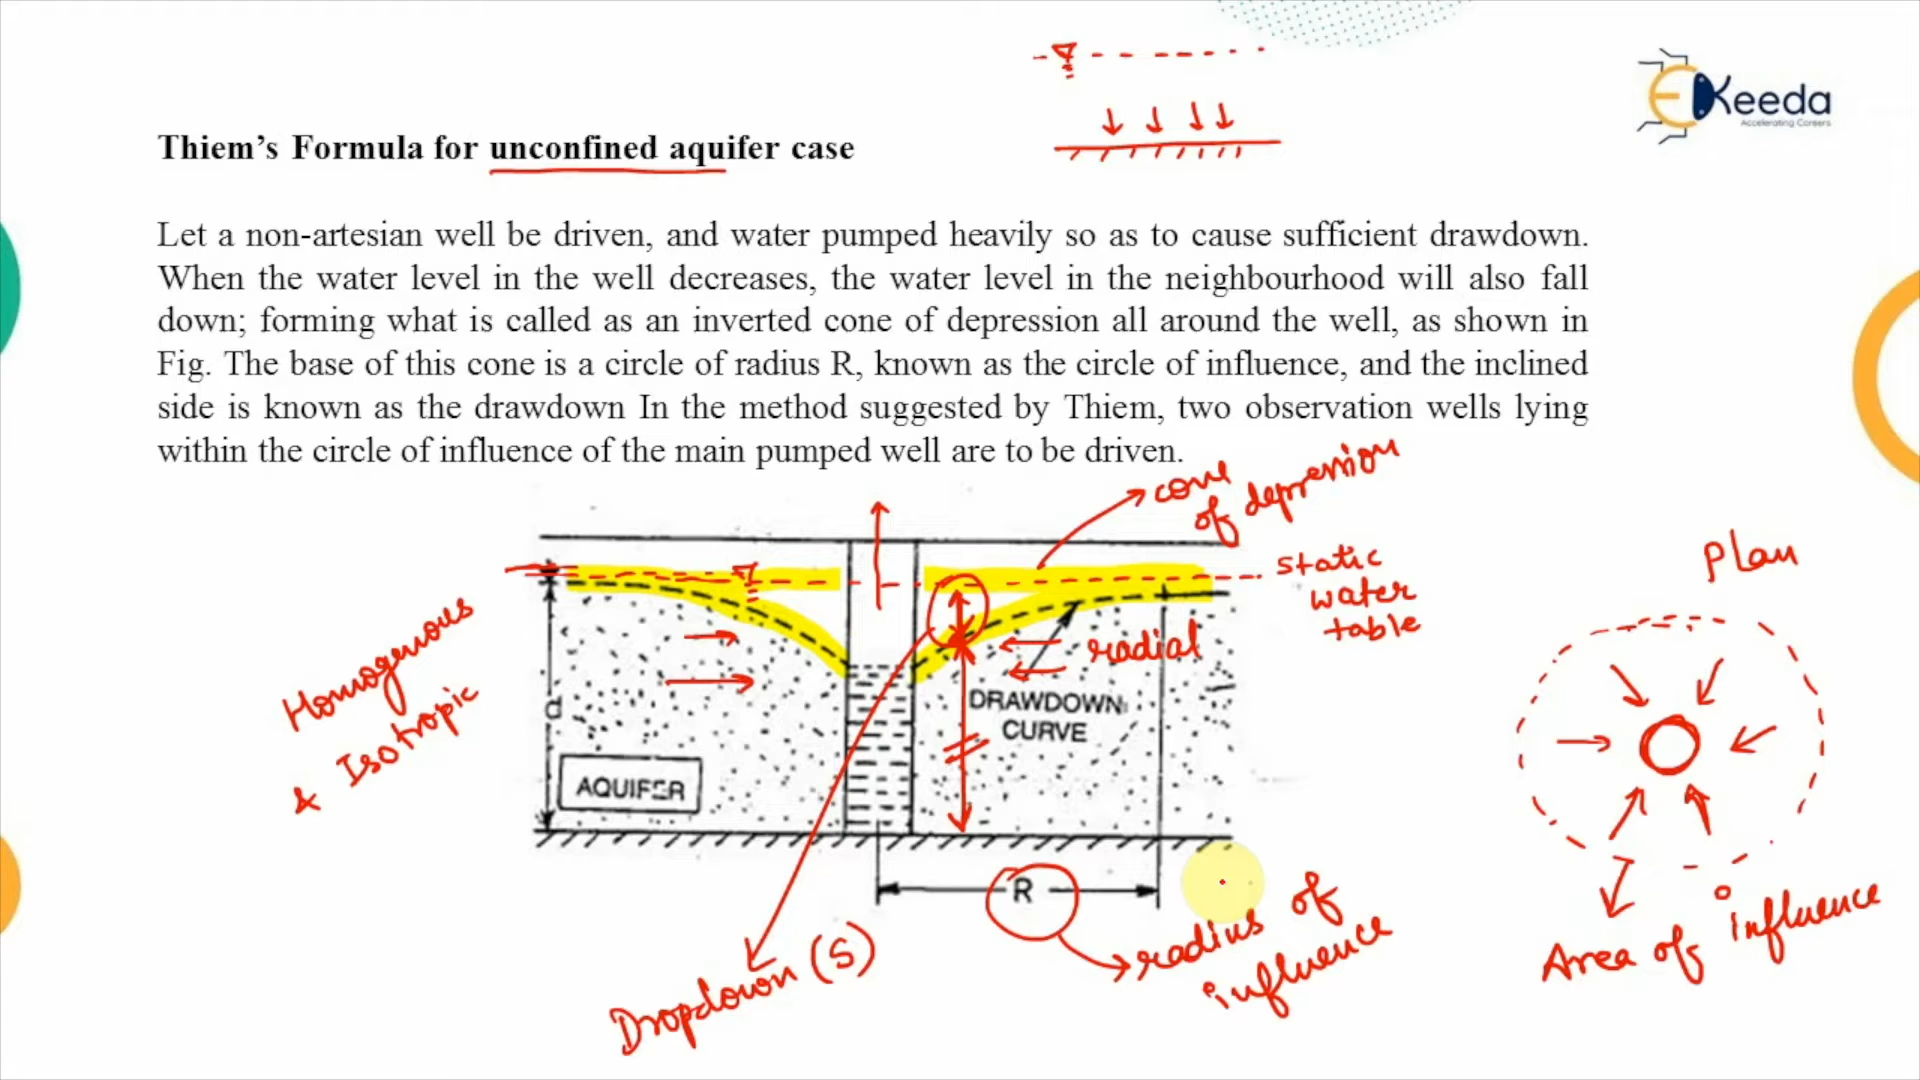 EKeeda
Accelerating Careers
Thiem's Formula for unconfined aquifer case
Let a non-artesian well be driven, and water pumped heavily so as to cause sufficient drawdown.
When the water level in the well decreases, the water level in the neighbourhood will also fall
down; forming what is called as an inverted cone of depression all around the well, as shown in
Fig. The base of this cone is a circle of radius R, known as the circle of influence, and the inclined
side is known as the drawdown In the method suggested by Thiem, two observation wells lying
within the circle of influence of the main pumped well are to be driven.
cone
of depression
static
water
table
Plan
Homogenous
& Isotropic
radial
d
DRAWDOWN
CURVE
AQUIFER
R
radius of
influence
Dropdown (S)
Area of influence